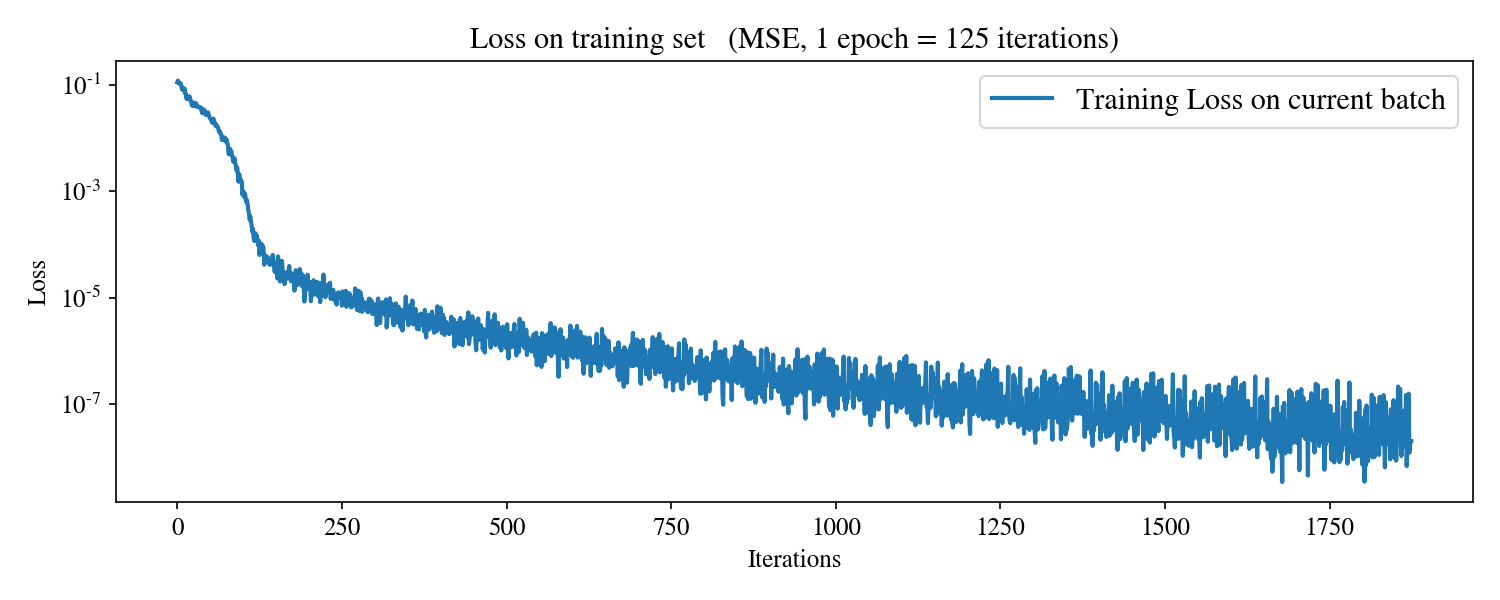 Loss on training set (MSE, 1 epoch = 125 iterations)
Training Loss on current batch
Loss
10⁻¹
10⁻³
10⁻⁵
10⁻⁷
0 250 500 750 1000 1250 1500 1750
Iterations